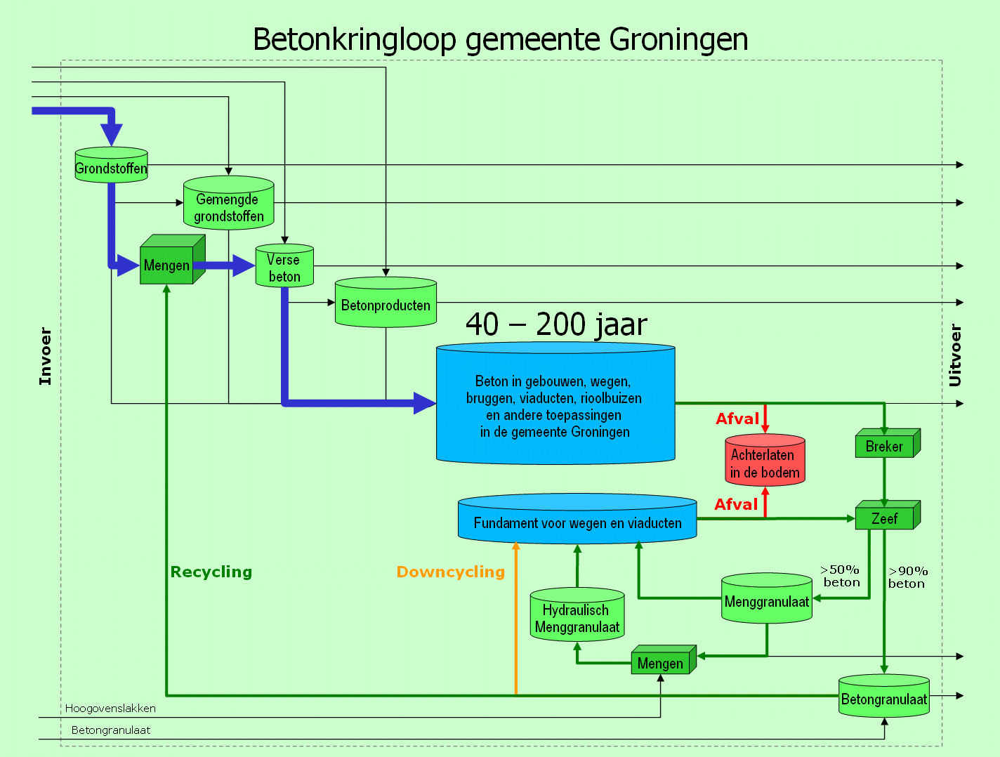 Betonkringloop gemeente Groningen
Grondstoffen
Gemengde
grondstoffen
Mengen
Verse
beton
Betonproducten
40 – 200 jaar
Invoer
Uitvoer
Beton in gebouwen, wegen,
bruggen, viaducten, rioolbuizen
en andere toepassingen
in de gemeente Groningen
Afval
Achterlaten
in de bodem
Breker
Afval
Fundament voor wegen en viaducten
Zeef
Recycling
Downcycling
>50%
beton
>90%
beton
Menggranulaat
Hydraulisch
Menggranulaat
Mengen
Betongranulaat
Hoogovenslakken
Betongranulaat